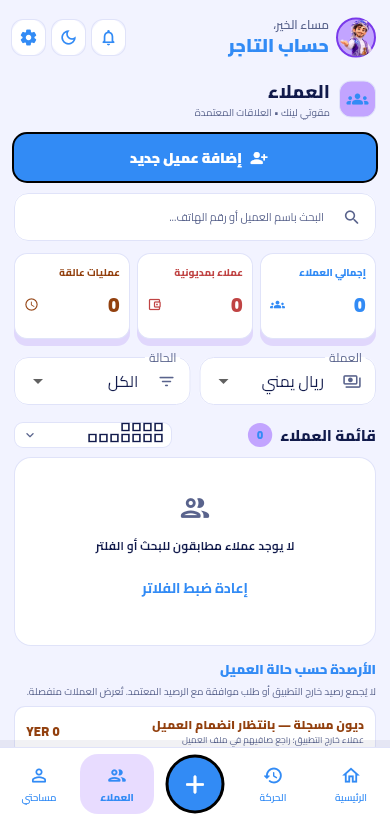 مساء الخير،
حساب التاجر
العملاء
مقوتي لينك • العلاقات المعتمدة
إضافة عميل جديد
البحث باسم العميل أو رقم الهاتف...
إجمالي العملاء
0
عملاء بمديونية
0
عمليات عالقة
0
العملة
ريال يمني
الحالة
الكل
قائمة العملاء
0
لا يوجد عملاء مطابقون للبحث أو الفلتر
إعادة ضبط الفلاتر
الأرصدة حسب حالة العميل
لا يُجمع رصيد خارج التطبيق أو طلب موافقة مع الرصيد المعتمد. تُعرض العملات منفصلة.
ديون مسجلة — بانتظار انضمام العميل
YER 0
عملاء خارج التطبيق؛ راجع صافيهم في ملف العميل
الرئيسية
الحركة
العملاء
مساحتي